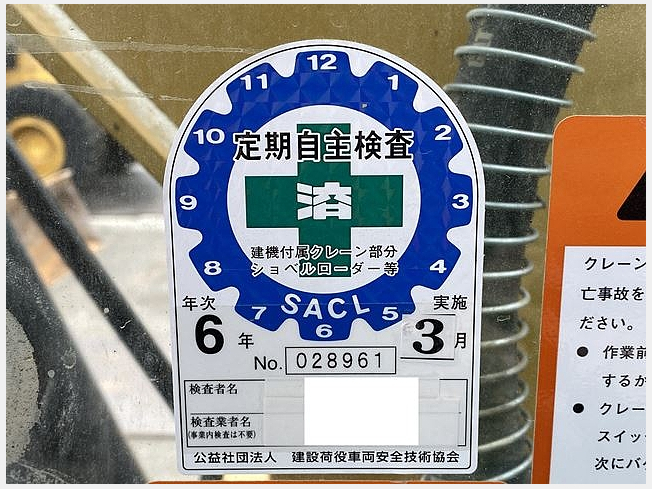 12
11 1
10 2
定期自主検査
9 3
済
建機付属クレーン部分
ショベルローダー等
8 4
7 SACL 5
6
年次 実施
6年 3月
No. 028961
検査者名
検査業者名
(事業内検査は不要)
公益社団法人 建設荷役車両安全技術協会
クレーン
亡事故を
ださい。
● 作業前
するか
● クレー
スイッ
次にバ